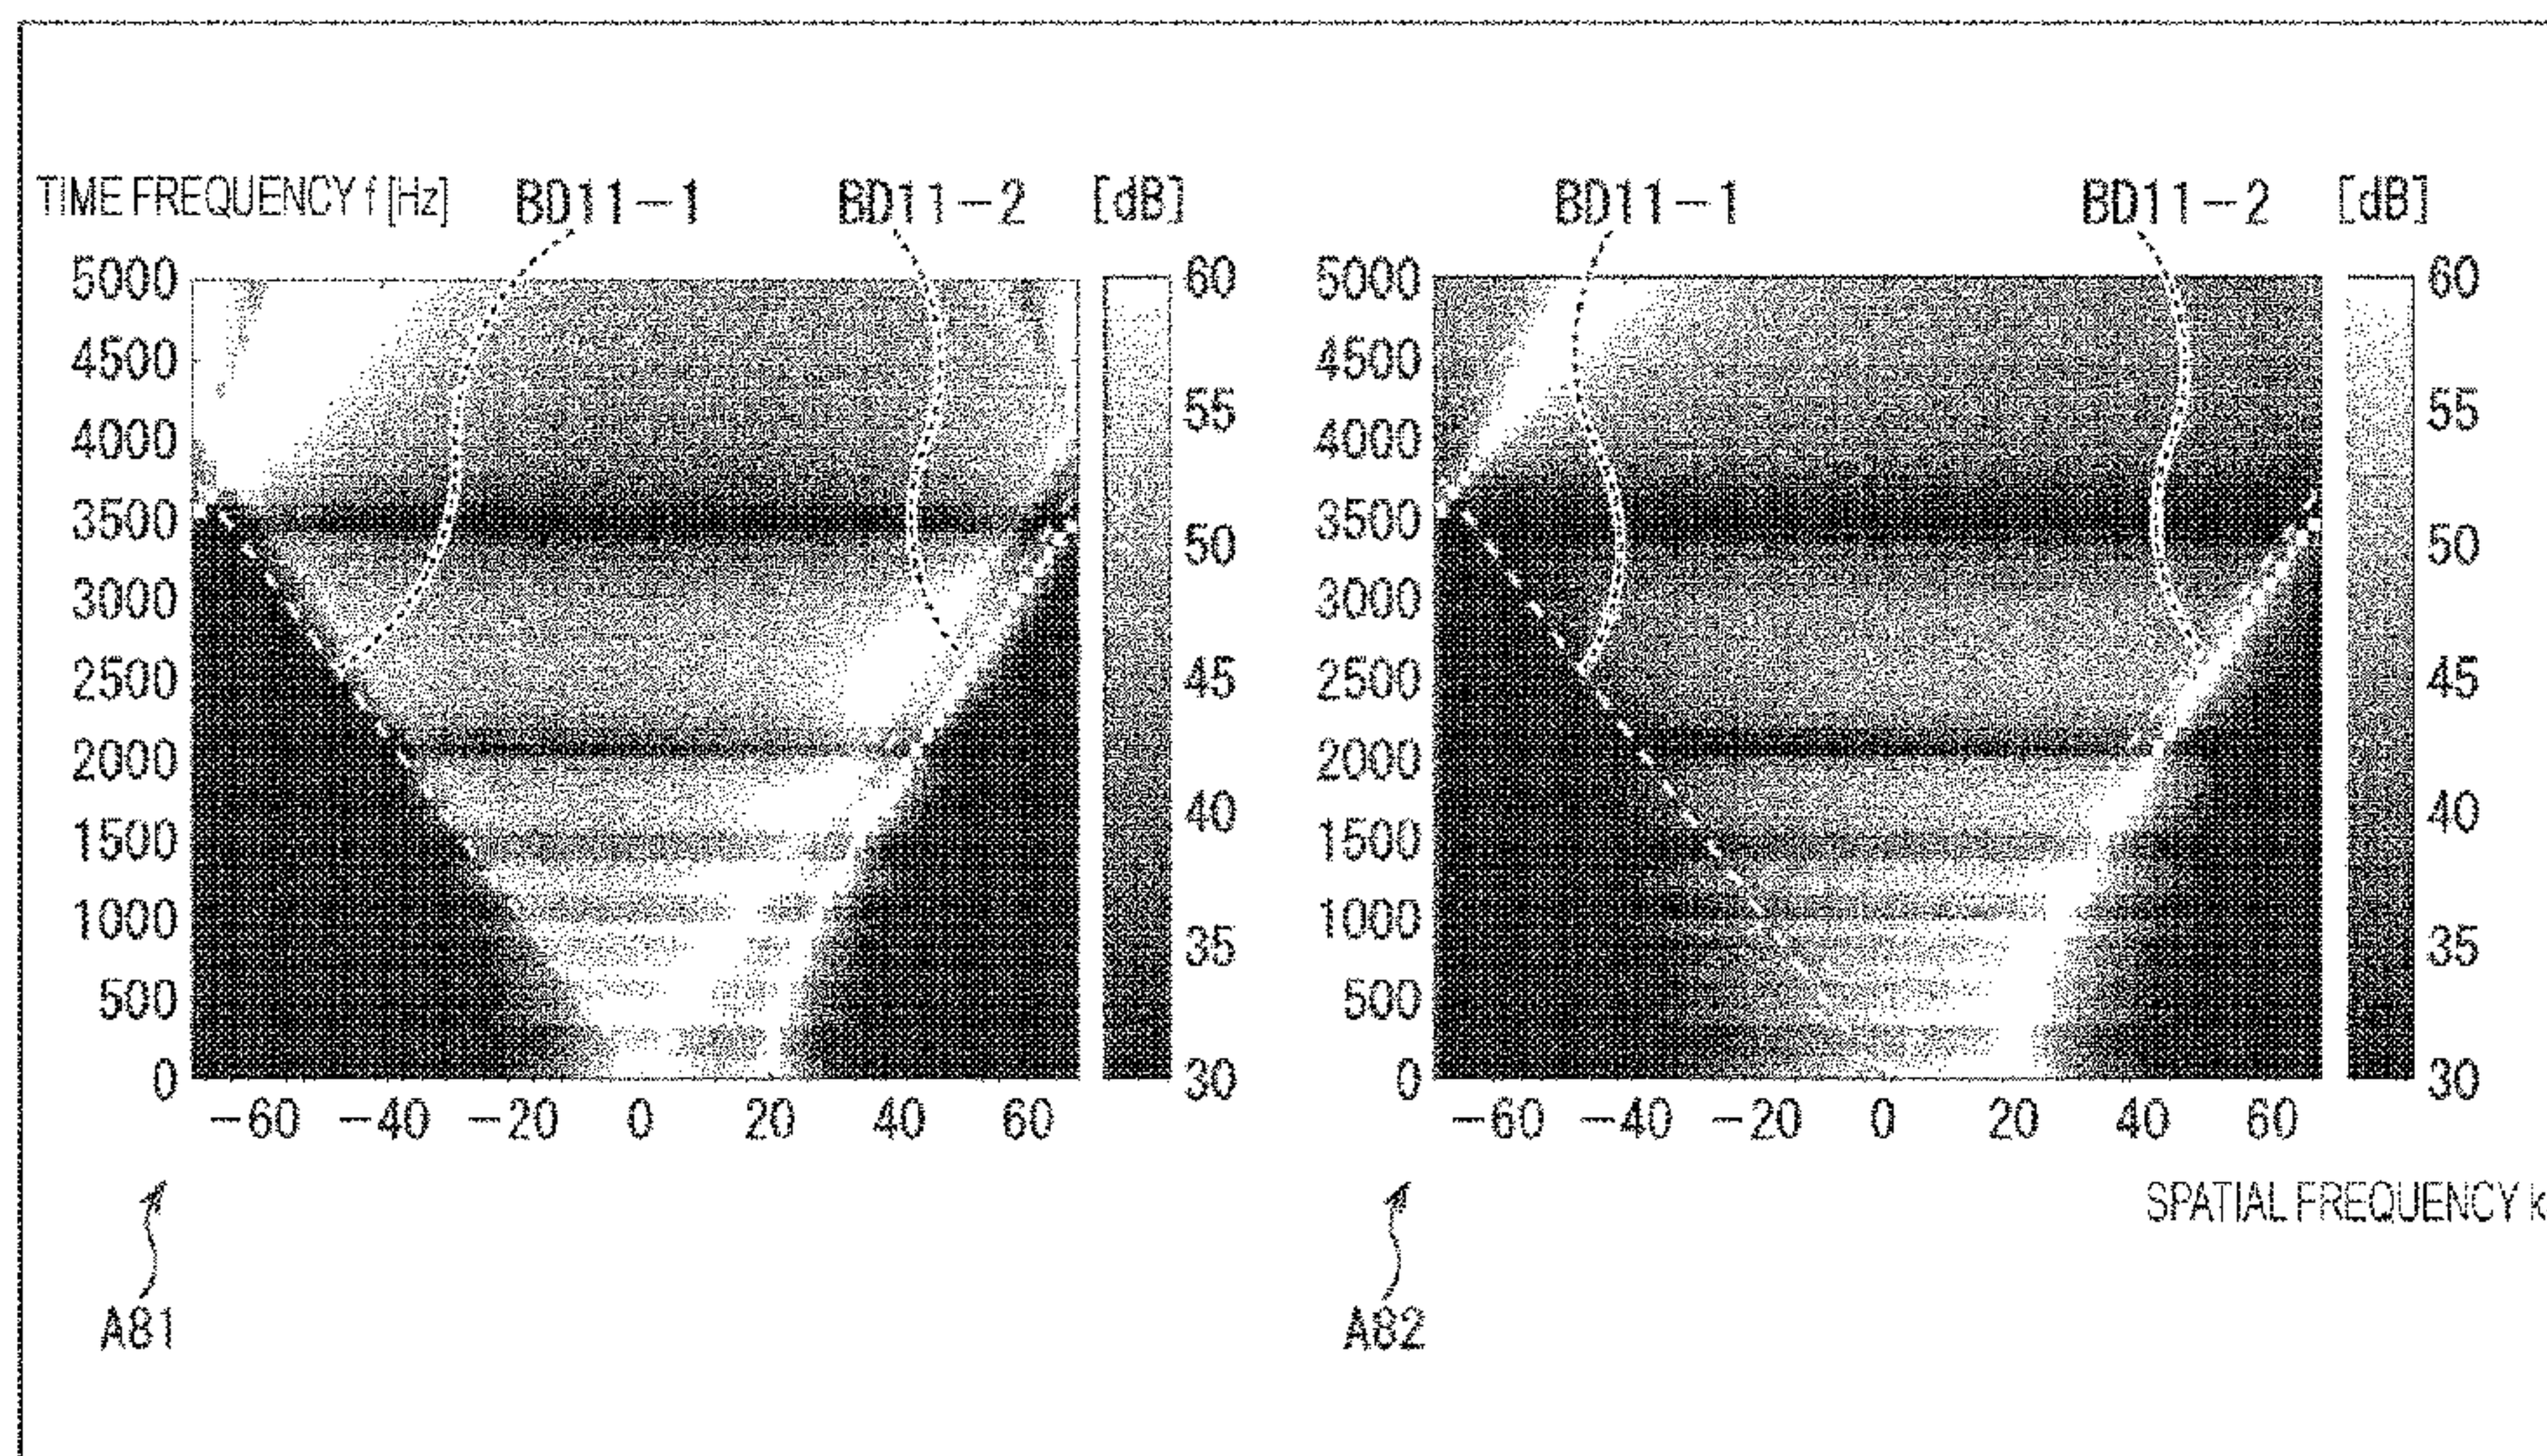 TIME FREQUENCY f [Hz] BD11-1 BD11-2 [dB] BD11-1 BD11-2 [dB]
5000 60 5000 60
4500 4500
55 55
4000 4000
3500 50 3500 50
3000 3000
2500 45 2500 45
2000 2000
1500 40 1500 40
1000 1000
500 35 500 35
0 30 0 30
-60 -40 -20 0 20 40 60 -60 -40 -20 0 20 40 60
SPATIAL FREQUENCY k
A81 A82